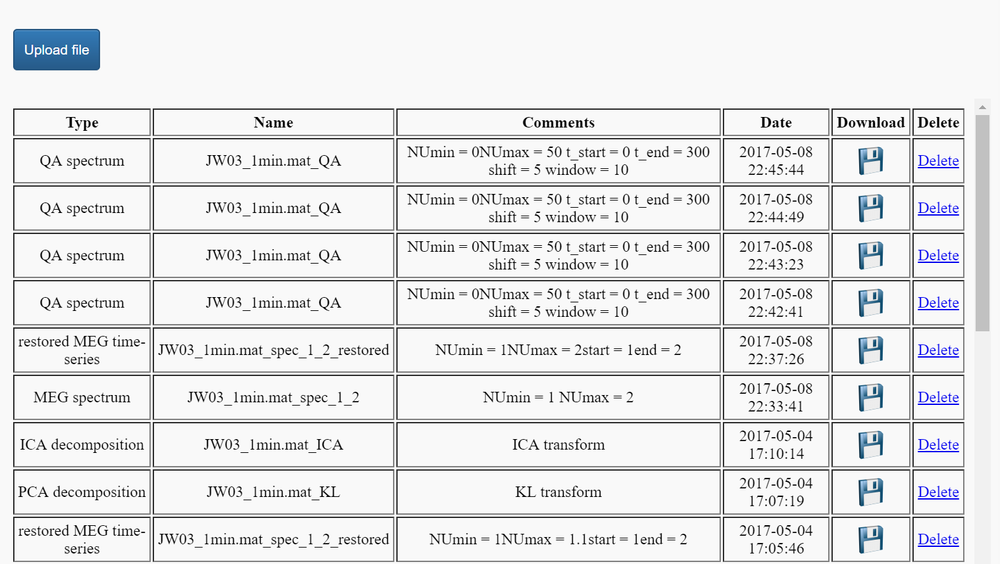 Upload file
Type Name Comments Date Download Delete
QA spectrum JW03_1min.mat_QA NUmin = 0NUmax = 50 t_start = 0 t_end = 300 2017-05-08 Delete
shift = 5 window = 10 22:45:44
QA spectrum JW03_1min.mat_QA NUmin = 0NUmax = 50 t_start = 0 t_end = 300 2017-05-08 Delete
shift = 5 window = 10 22:44:49
QA spectrum JW03_1min.mat_QA NUmin = 0NUmax = 50 t_start = 0 t_end = 300 2017-05-08 Delete
shift = 5 window = 10 22:43:23
QA spectrum JW03_1min.mat_QA NUmin = 0NUmax = 50 t_start = 0 t_end = 300 2017-05-08 Delete
shift = 5 window = 10 22:42:41
restored MEG time- JW03_1min.mat_spec_1_2_restored NUmin = 1NUmax = 2start = 1end = 2 2017-05-08 Delete
series 22:37:26
MEG spectrum JW03_1min.mat_spec_1_2 NUmin = 1 NUmax = 2 2017-05-08 Delete
22:33:41
ICA decomposition JW03_1min.mat_ICA ICA transform 2017-05-04 Delete
17:10:14
PCA decomposition JW03_1min.mat_KL KL transform 2017-05-04 Delete
17:07:19
restored MEG time- JW03_1min.mat_spec_1_2_restored NUmin = 1NUmax = 1.1start = 1end = 2 2017-05-04 Delete
series 17:05:46